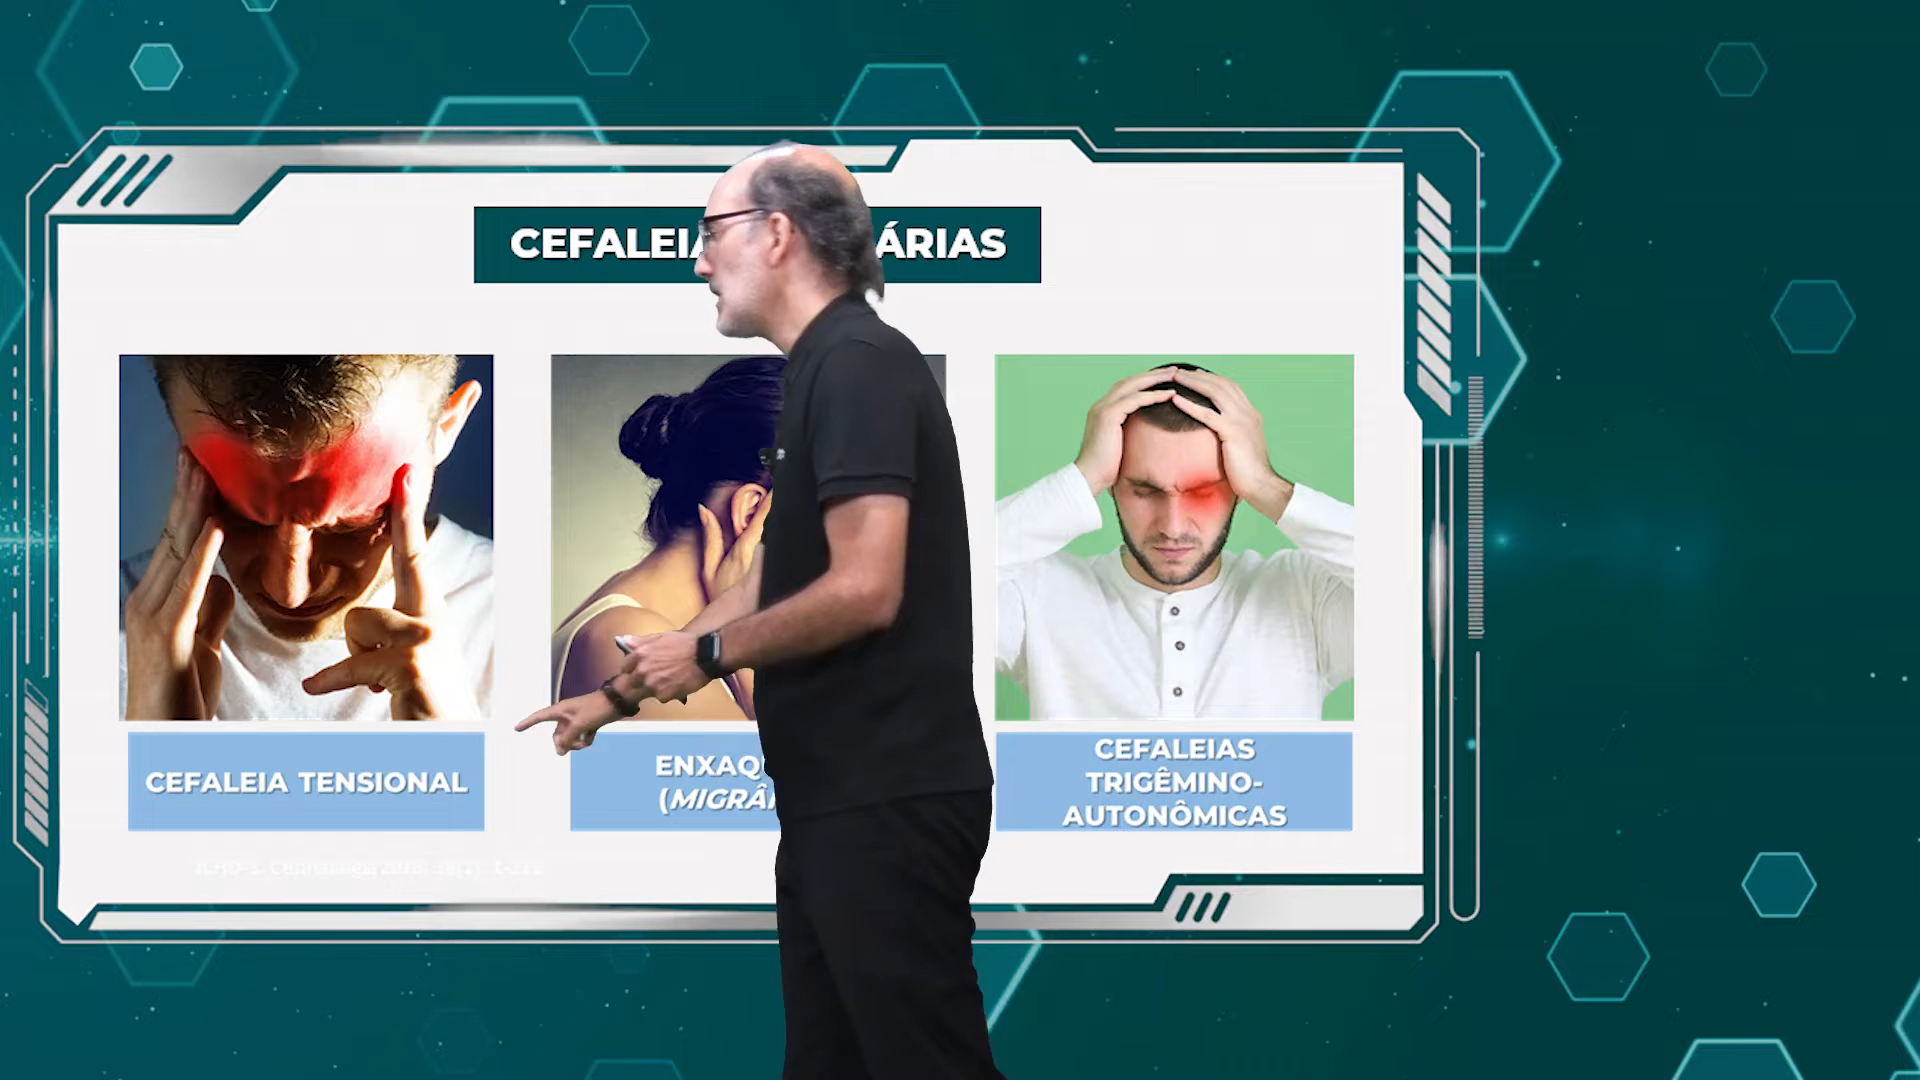 CEFALEIA ÁRIAS
CEFALEIA TENSIONAL
ENXAQ
(MIGRÂ
CEFALEIAS
TRIGÊMINO-
AUTONÔMICAS